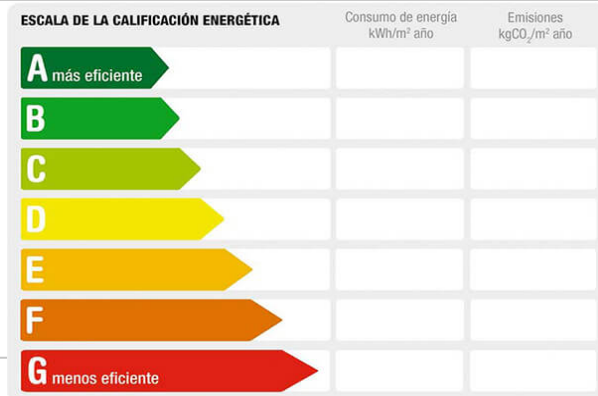 ESCALA DE LA CALIFICACIÓN ENERGÉTICA
Consumo de energía
kWh/m² año
Emisiones
kgCO₂/m² año
A más eficiente
B
C
D
E
F
G menos eficiente